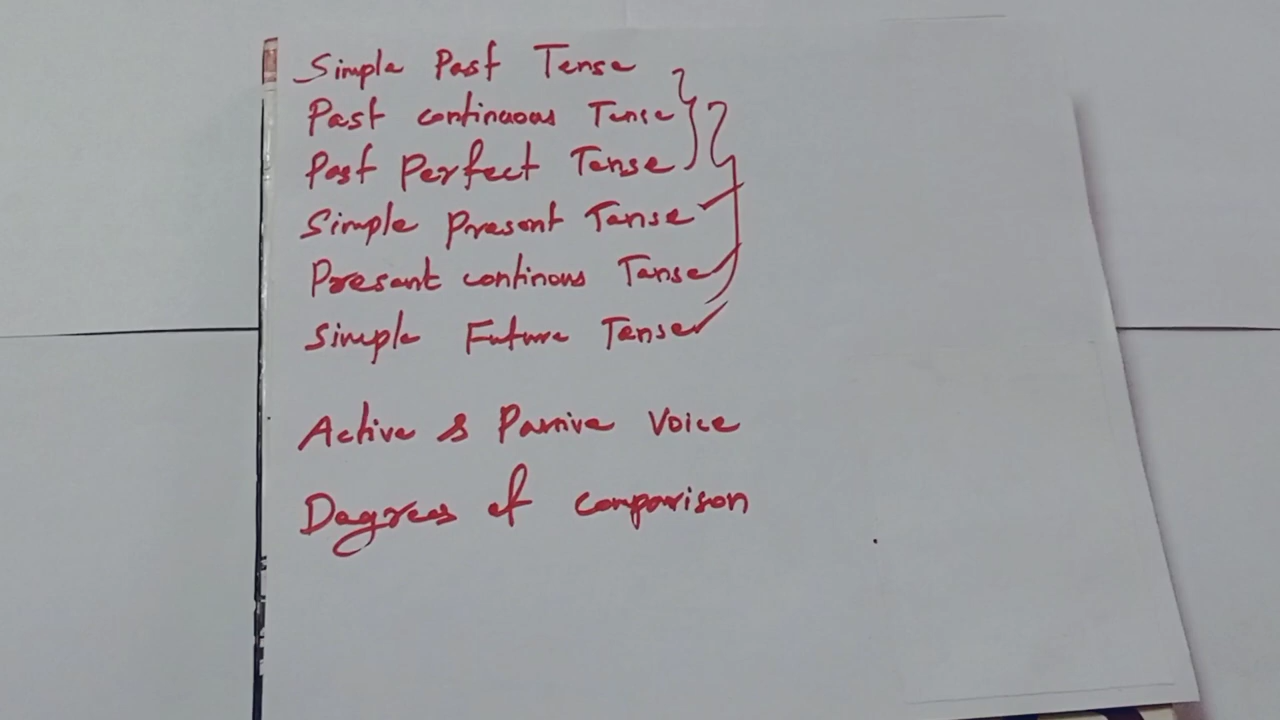 Simple Past Tense
Past continuous Tense
Past Perfect Tense
Simple Present Tense
Present continous Tense
Simple Future Tense
Active & Passive Voice
Degrees of comparison